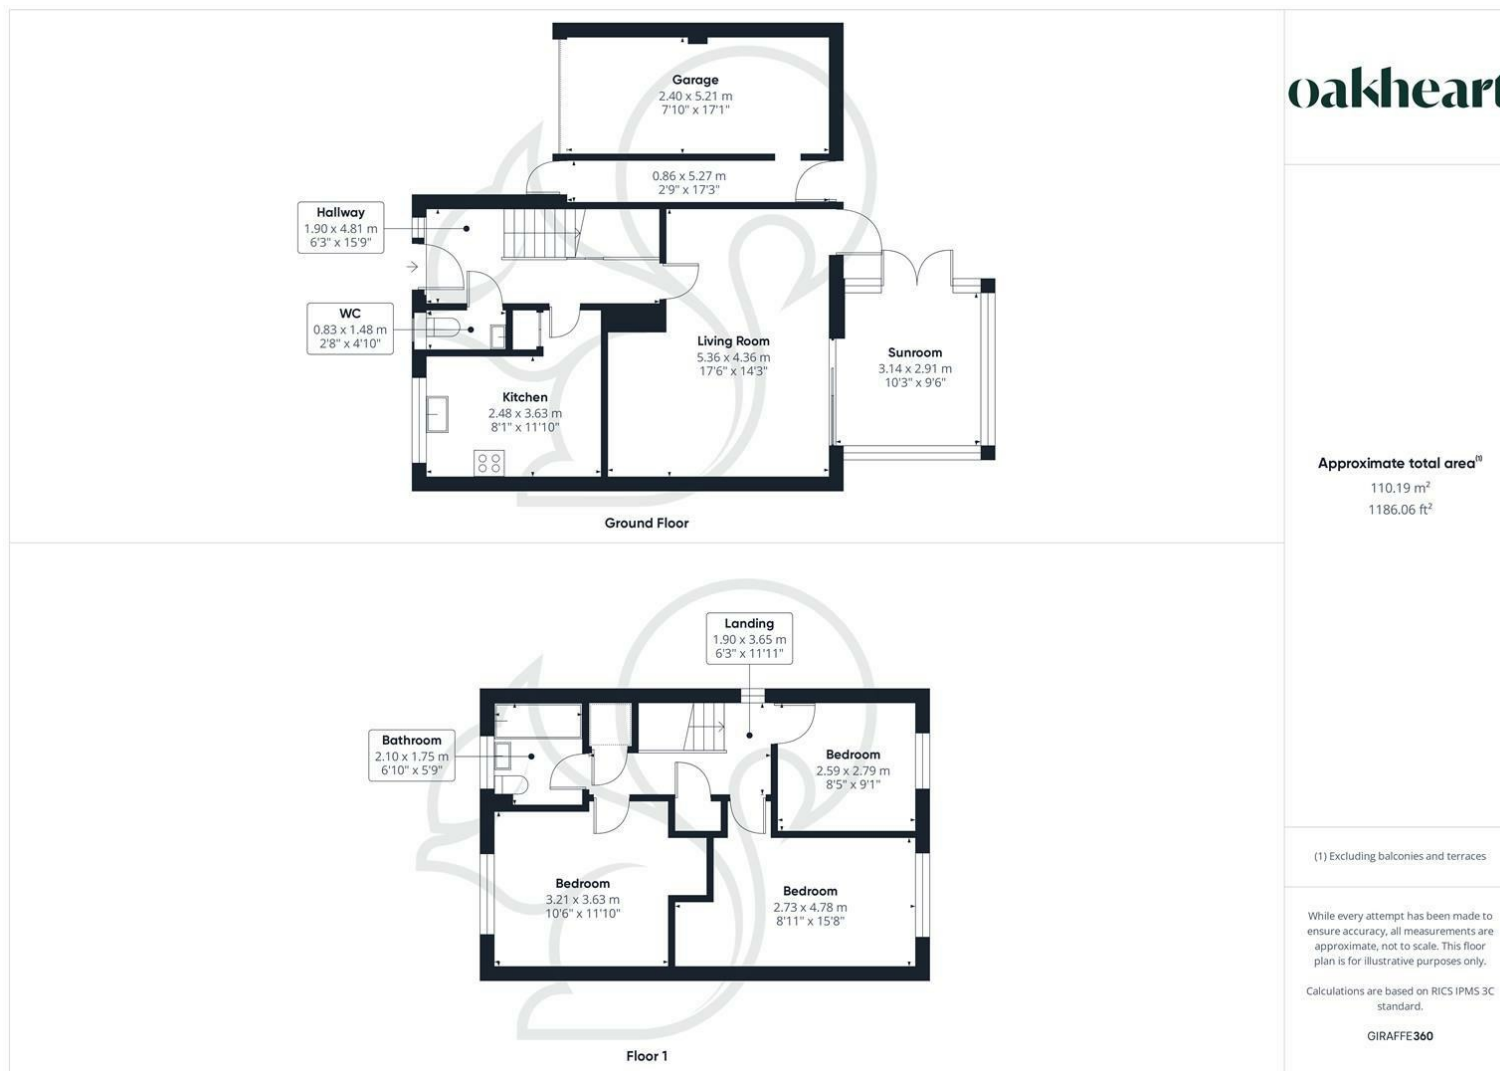 Garage
2.40 x 5.21 m
7'10" x 17'1"
0.86 x 5.27 m
2'9" x 17'3"
Hallway
1.90 x 4.81 m
6'3" x 15'9"
WC
0.83 x 1.48 m
2'8" x 4'10"
Living Room
5.36 x 4.36 m
17'6" x 14'3"
Sunroom
3.14 x 2.91 m
10'3" x 9'6"
Kitchen
2.48 x 3.63 m
8'1" x 11'10"
Ground Floor
Landing
1.90 x 3.65 m
6'3" x 11'11"
Bathroom
2.10 x 1.75 m
6'10" x 5'9"
Bedroom
2.59 x 2.79 m
8'5" x 9'1"
Bedroom
3.21 x 3.63 m
10'6" x 11'10"
Bedroom
2.73 x 4.78 m
8'11" x 15'8"
Floor 1
oakheart
Approximate total area(1)
110.19 m²
1186.06 ft²
(1) Excluding balconies and terraces
While every attempt has been made to
ensure accuracy, all measurements are
approximate, not to scale. This floor
plan is for illustrative purposes only.
Calculations are based on RICS IPMS 3C
standard.
GIRAFFE360